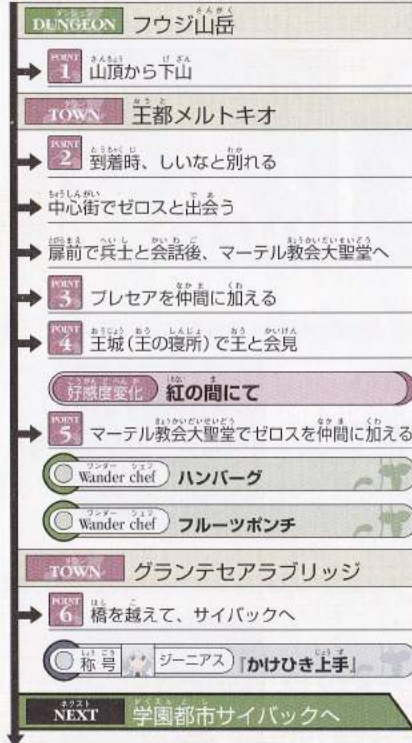 DUNGEON フウジ山岳
POINT 1 山頂から下山
TOWN 王都メルトキオ
POINT 2 到着時、しいなと別れる
中心街でゼロスと出会う
扉前で兵士と会話後、マーテル教会大聖堂へ
POINT 3 プレセアを仲間に加える
POINT 4 王城(王の寝所)で王と会見
好感度変化 紅の間にて
POINT 5 マーテル教会大聖堂でゼロスを仲間に加える
Wander chef ハンバーグ
Wander chef フルーツポンチ
TOWN グランテセアラブリッジ
POINT 6 橋を越えて、サイバックへ
称号 ジーニアス 『かけひき上手』
NEXT 学園都市サイバックへ